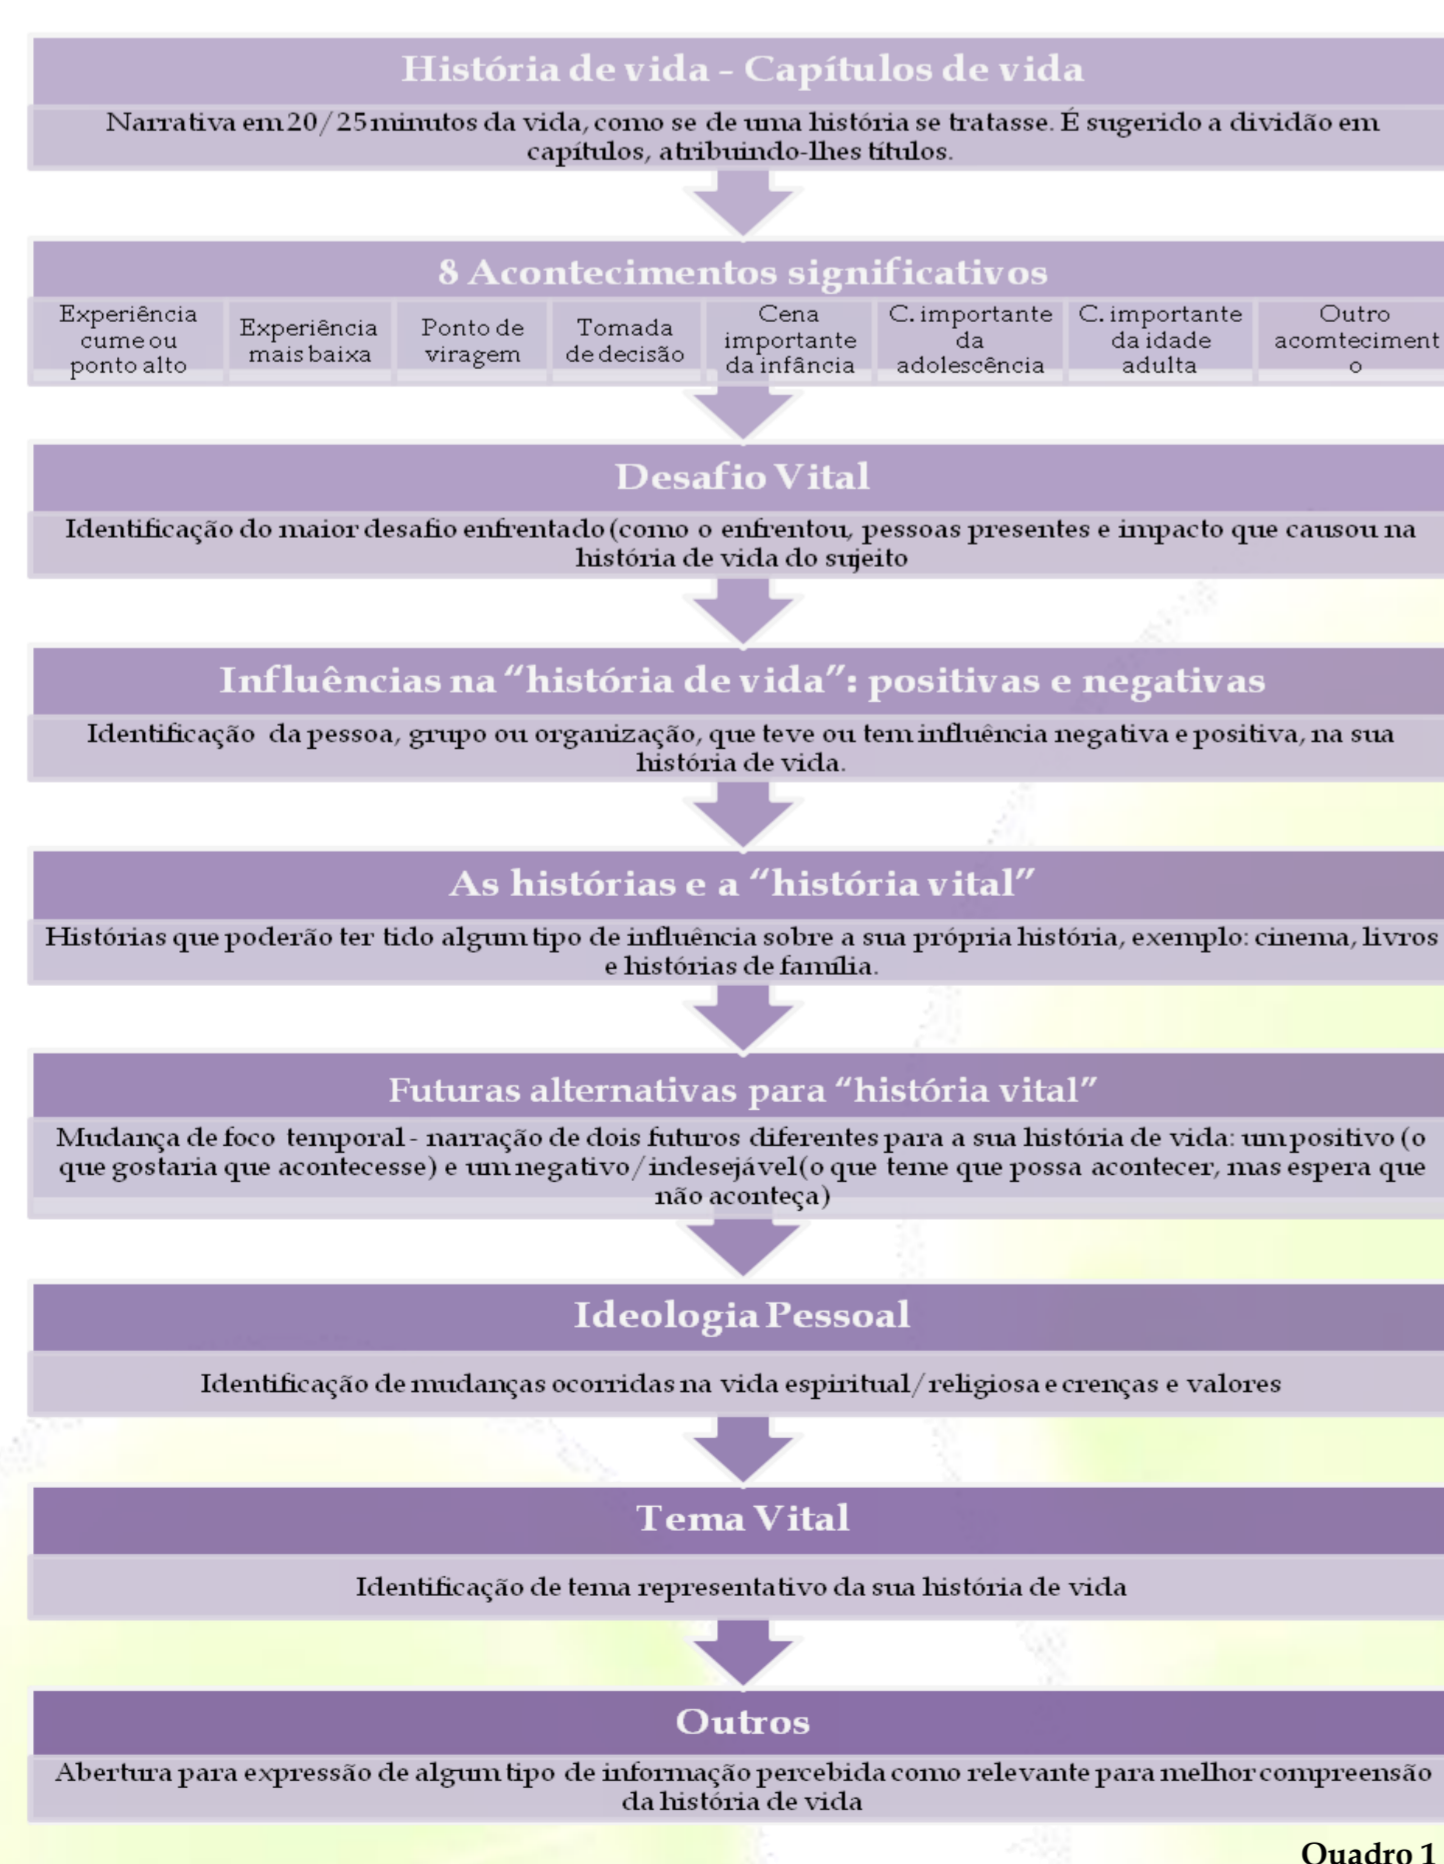 História de vida - Capítulos de vida
Narrativa em 20/25 minutos da vida, como se de uma história se tratasse. É sugerido a dividão em
capítulos, atribuindo-lhes títulos.
8 Acontecimentos significativos
Experiência
cume ou
ponto alto
Experiência
mais baixa
Ponto de
viragem
Tomada
de decisão
Cena
importante
da infância
C. importante
da
adolescência
C. importante
da idade
adulta
Outro
acomteciment
o
Desafio Vital
Identificação do maior desafio enfrentado (como o enfrentou, pessoas presentes e impacto que causou na
história de vida do sujeito
Influências na “história de vida”: positivas e negativas
Identificação da pessoa, grupo ou organização, que teve ou tem influência negativa e positiva, na sua
história de vida.
As histórias e a “história vital”
Histórias que poderão ter tido algum tipo de influência sobre a sua própria história, exemplo: cinema, livros
e histórias de família.
Futuras alternativas para “história vital”
Mudança de foco temporal - narração de dois futuros diferentes para a sua história de vida: um positivo (o
que gostaria que acontecesse) e um negativo/indesejável(o que teme que possa acontecer, mas espera que
não aconteça)
Ideologia Pessoal
Identificação de mudanças ocorridas na vida espiritual/religiosa e crenças e valores
Tema Vital
Identificação de tema representativo da sua história de vida
Outros
Abertura para expressão de algum tipo de informação percebida como relevante para melhor compreensão
da história de vida
Quadro 1